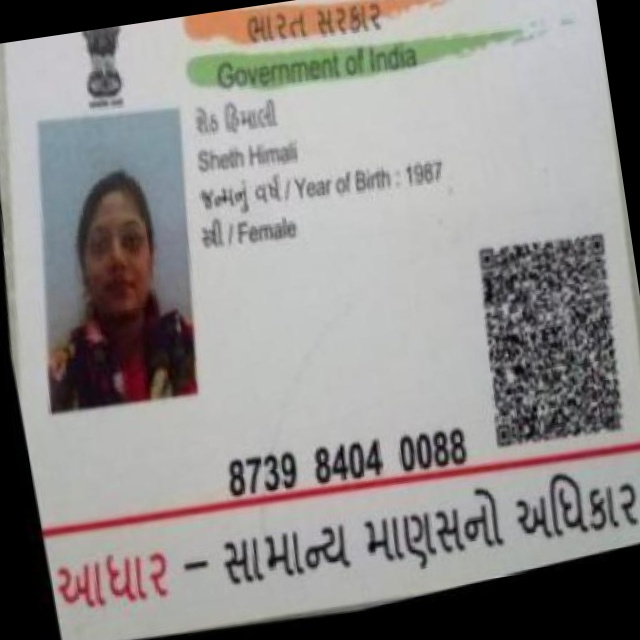 ભારત સરકાર
Government of India
શેઠ હિમાલી
Sheth Himali
જન્મનું વર્ષ / Year of Birth : 1987
સ્ત્રી / Female
8739 8404 0088
આધાર – સામાન્ય માણસનો અધિકાર